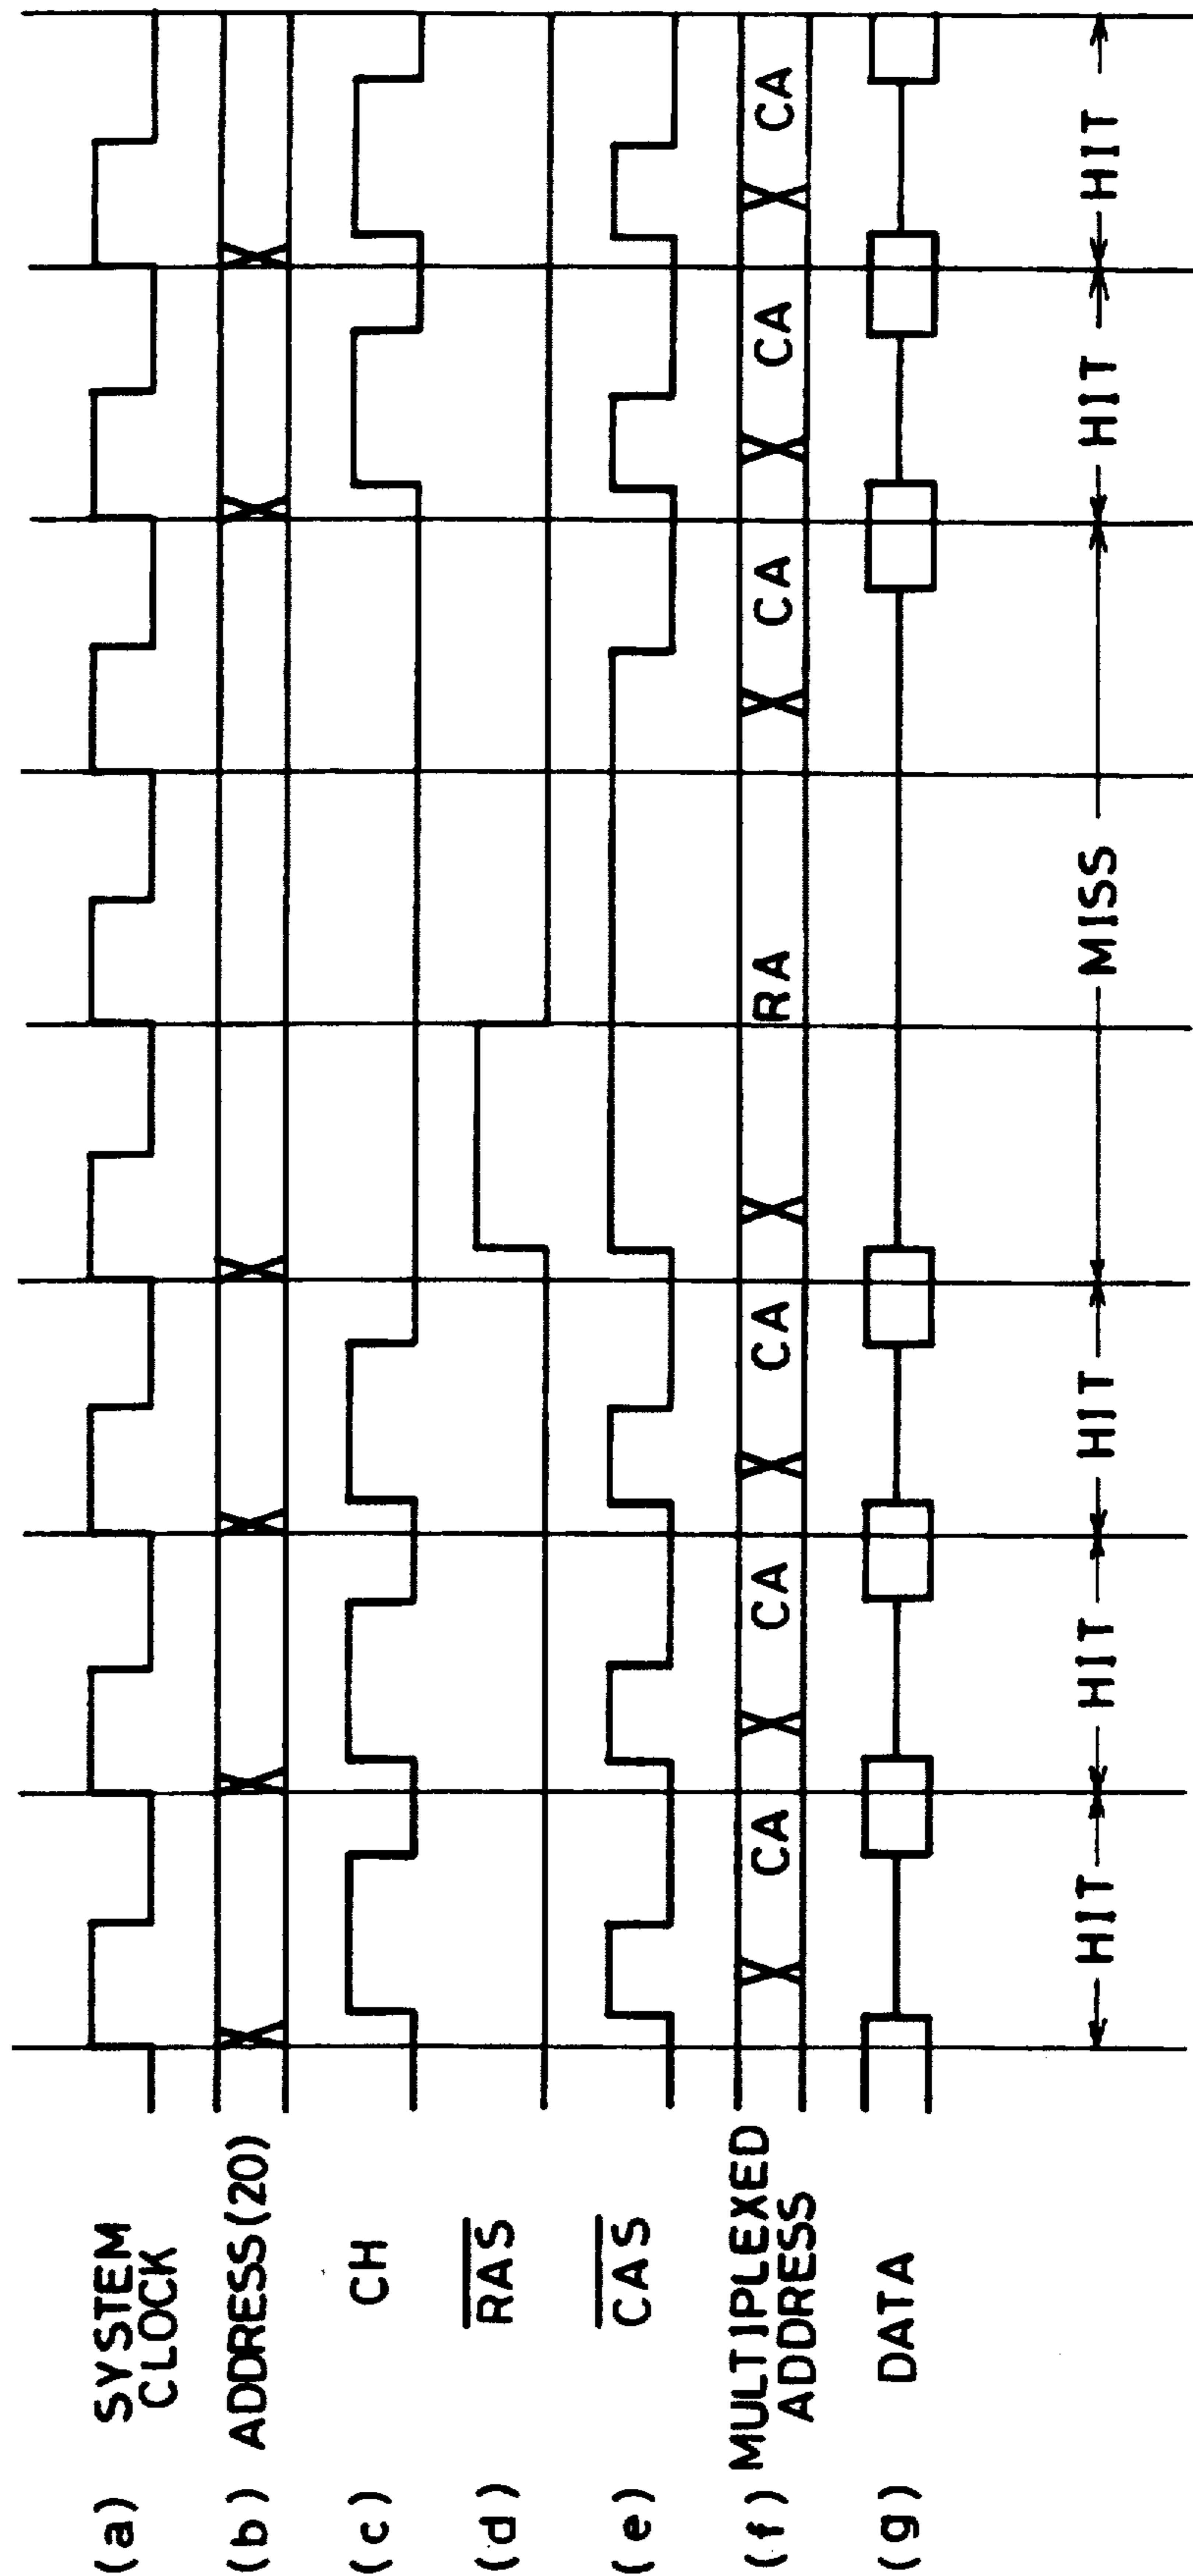 (a) SYSTEM
CLOCK
(b) ADDRESS(20)
(c) CH
(d) RAS
(e) CAS
(f) MULTIPLEXED
ADDRESS
CA CA CA RA CA CA CA
(g) DATA
HIT HIT HIT MISS HIT HIT